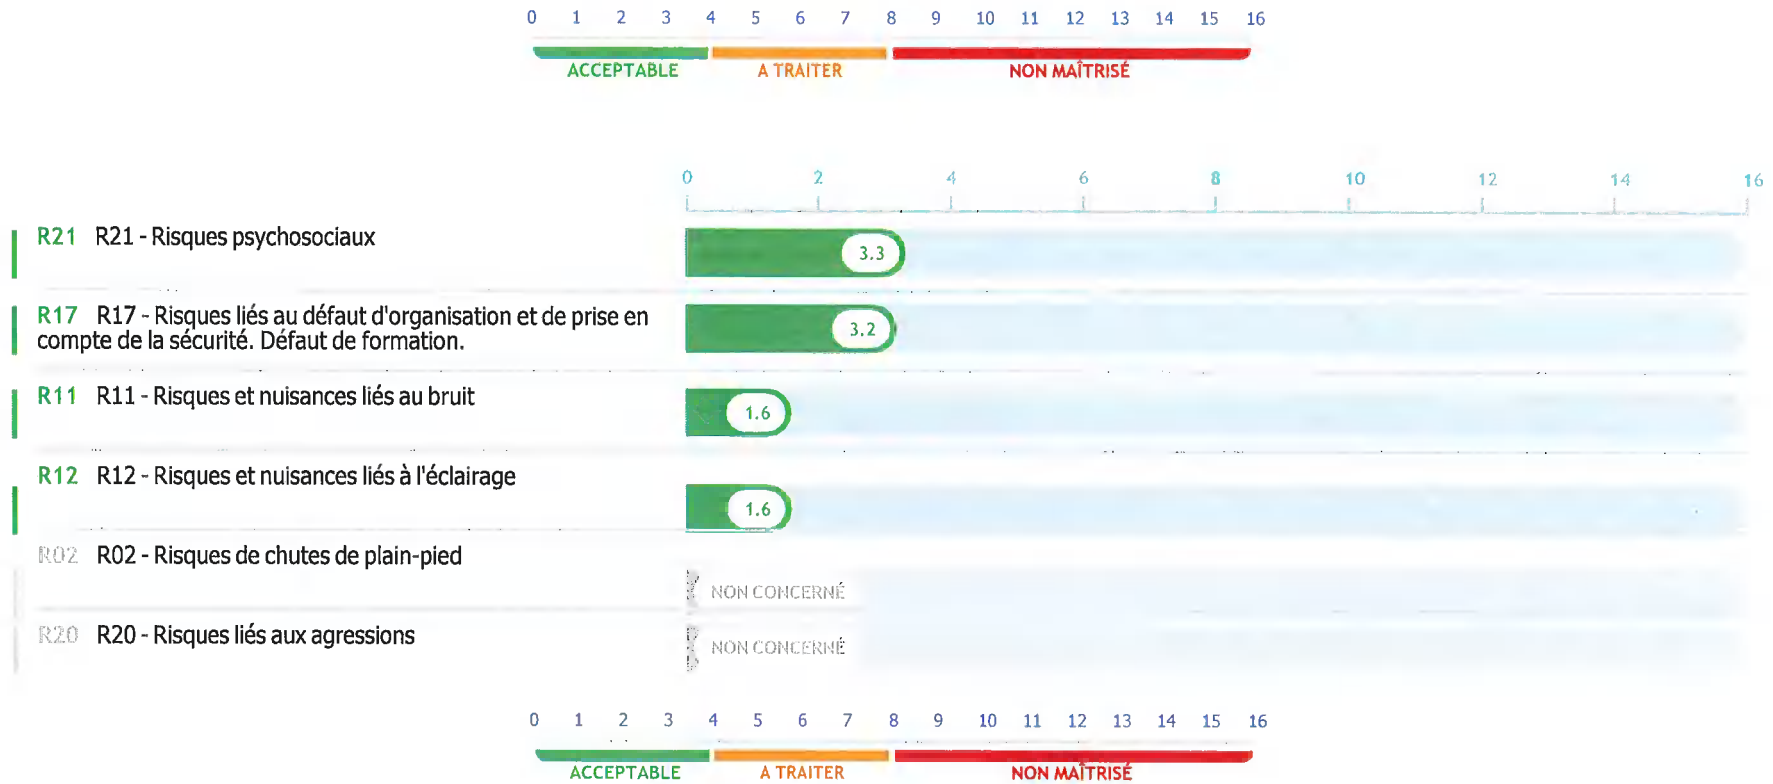 0 1 2 3 4 5 6 7 8 9 10 11 12 13 14 15 16
ACCEPTABLE A TRAITER NON MAÎTRISÉ
0 2 4 6 8 10 12 14 16
R21 R21 - Risques psychosociaux
3.3
R17 R17 - Risques liés au défaut d'organisation et de prise en
compte de la sécurité. Défaut de formation.
3.2
R11 R11 - Risques et nuisances liés au bruit
1.6
R12 R12 - Risques et nuisances liés à l'éclairage
1.6
R02 R02 - Risques de chutes de plain-pied
NON CONCERNÉ
R20 R20 - Risques liés aux agressions
NON CONCERNÉ
0 1 2 3 4 5 6 7 8 9 10 11 12 13 14 15 16
ACCEPTABLE A TRAITER NON MAÎTRISÉ